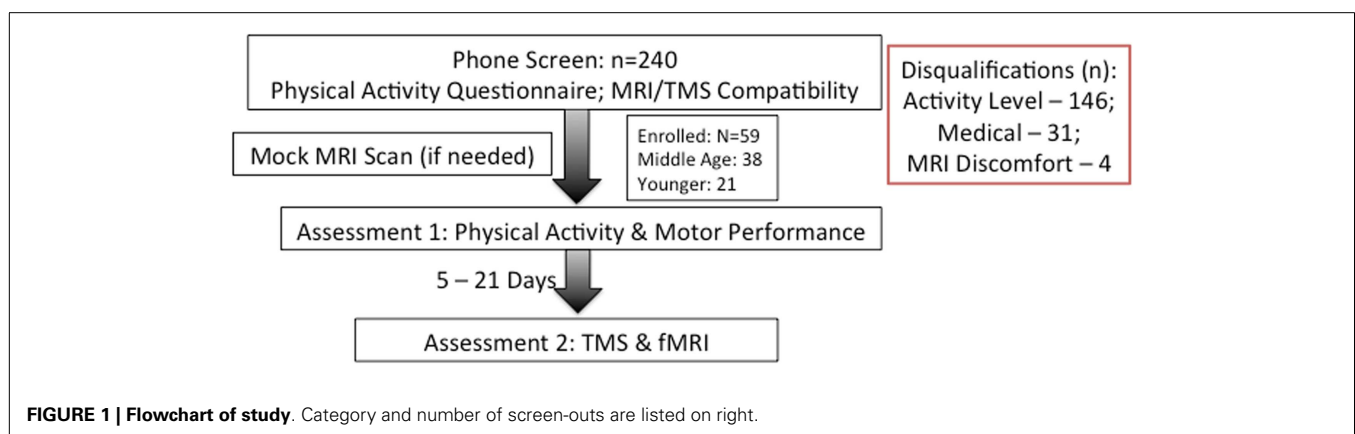 Phone Screen: n=240
Physical Activity Questionnaire; MRI/TMS Compatibility
Disqualifications (n):
Activity Level – 146;
Medical – 31;
MRI Discomfort – 4
Mock MRI Scan (if needed)
Enrolled: N=59
Middle Age: 38
Younger: 21
Assessment 1: Physical Activity & Motor Performance
5 – 21 Days
Assessment 2: TMS & fMRI
FIGURE 1 | Flowchart of study. Category and number of screen-outs are listed on right.